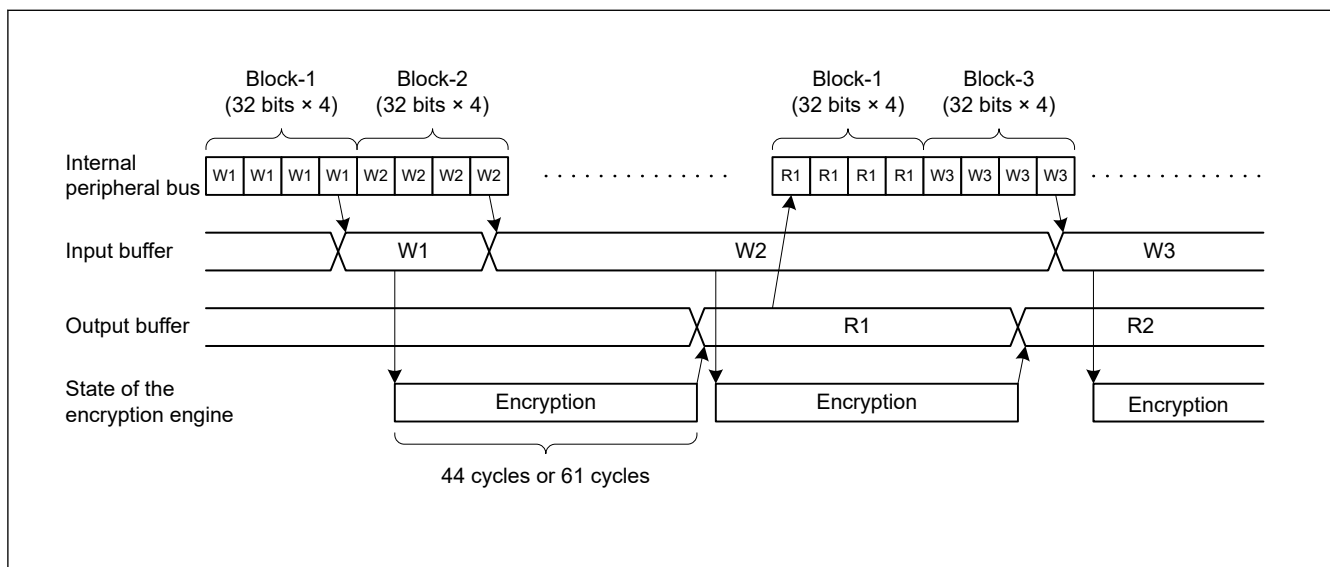 Block-1 Block-2 Block-1 Block-3
(32 bits × 4) (32 bits × 4) (32 bits × 4) (32 bits × 4)
Internal
peripheral bus
W1 W1 W1 W1 W2 W2 W2 W2 . . . . . . . . . . . . . . . . R1 R1 R1 R1 W3 W3 W3 W3 . . . . . . . . . . . . . .
Input buffer W1 W2 W3
Output buffer R1 R2
State of the
encryption engine
Encryption Encryption Encryption
44 cycles or 61 cycles